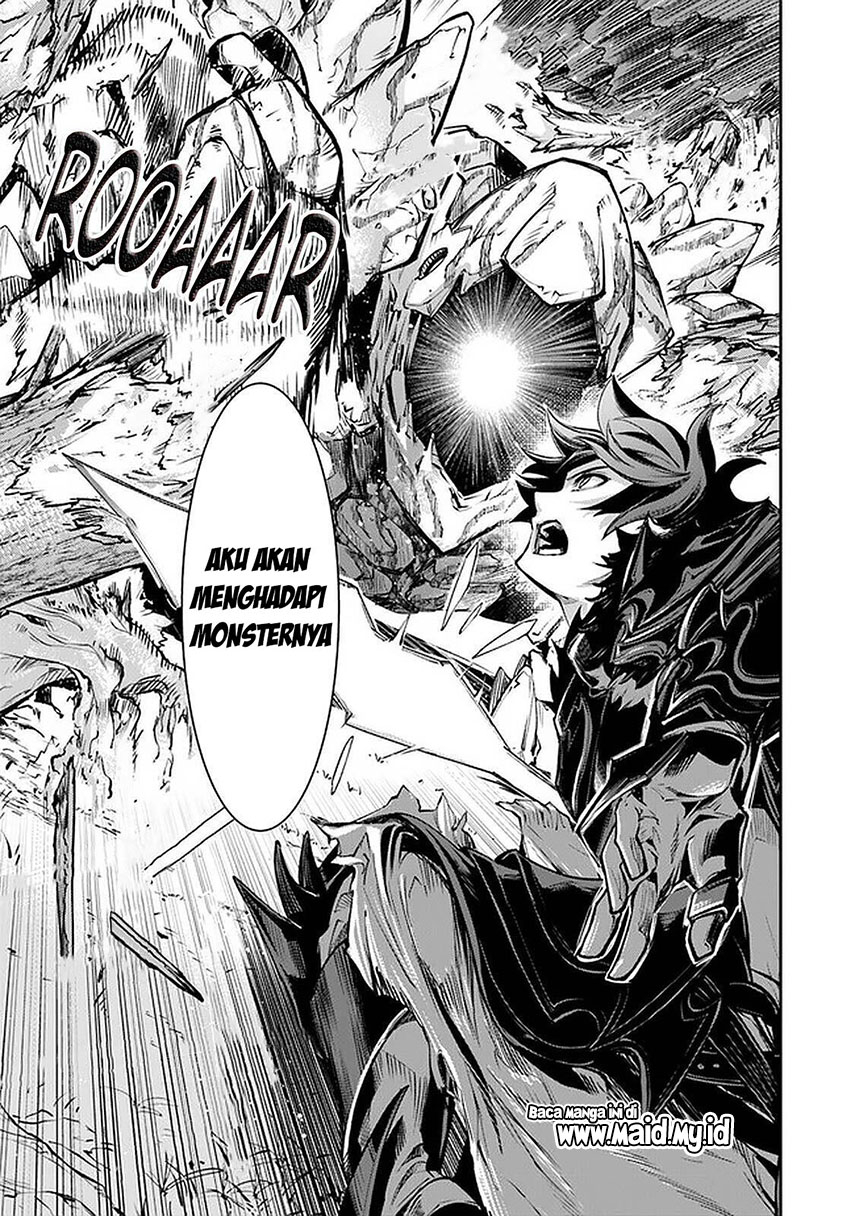 ROOAAAR
AKU AKAN
MENGHADAPI
MONSTERNYA
Baca manga ini di
www.Maid.my.id